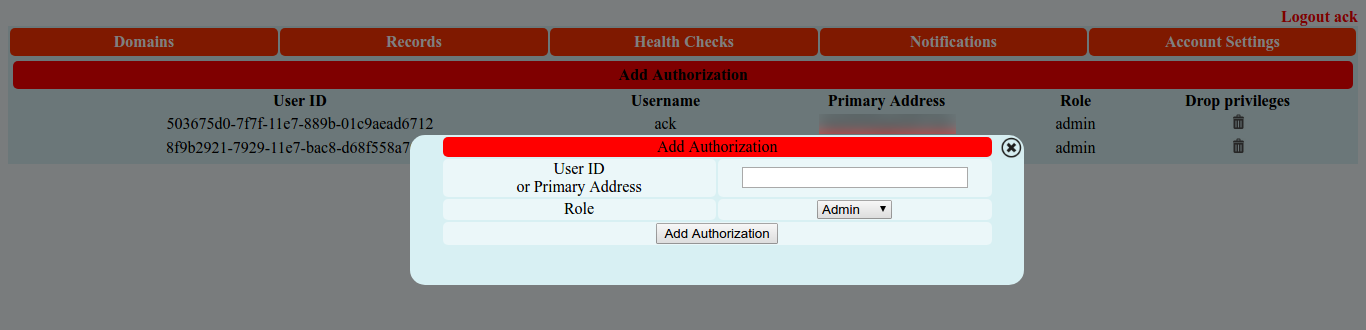 Logout ack
Domains Records Health Checks Notifications Account Settings
Add Authorization
User ID Username Primary Address Role Drop privileges
503675d0-7f7f-11e7-889b-01c9aead6712 ack admin
8f9b2921-7929-11e7-bac8-d68f558a7 admin
Add Authorization
User ID
or Primary Address
Role Admin
Add Authorization